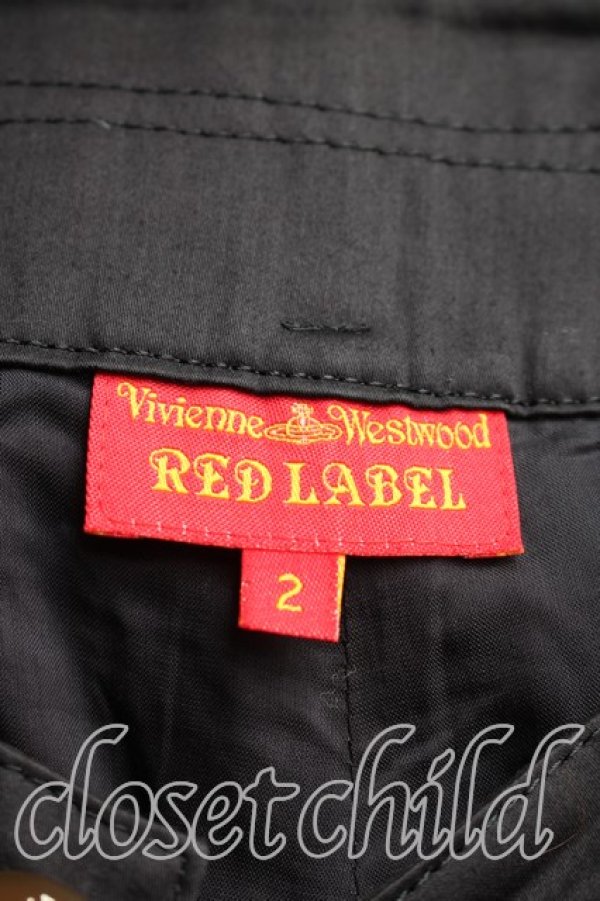 Vivienne Westwood
RED LABEL
2
closetchild